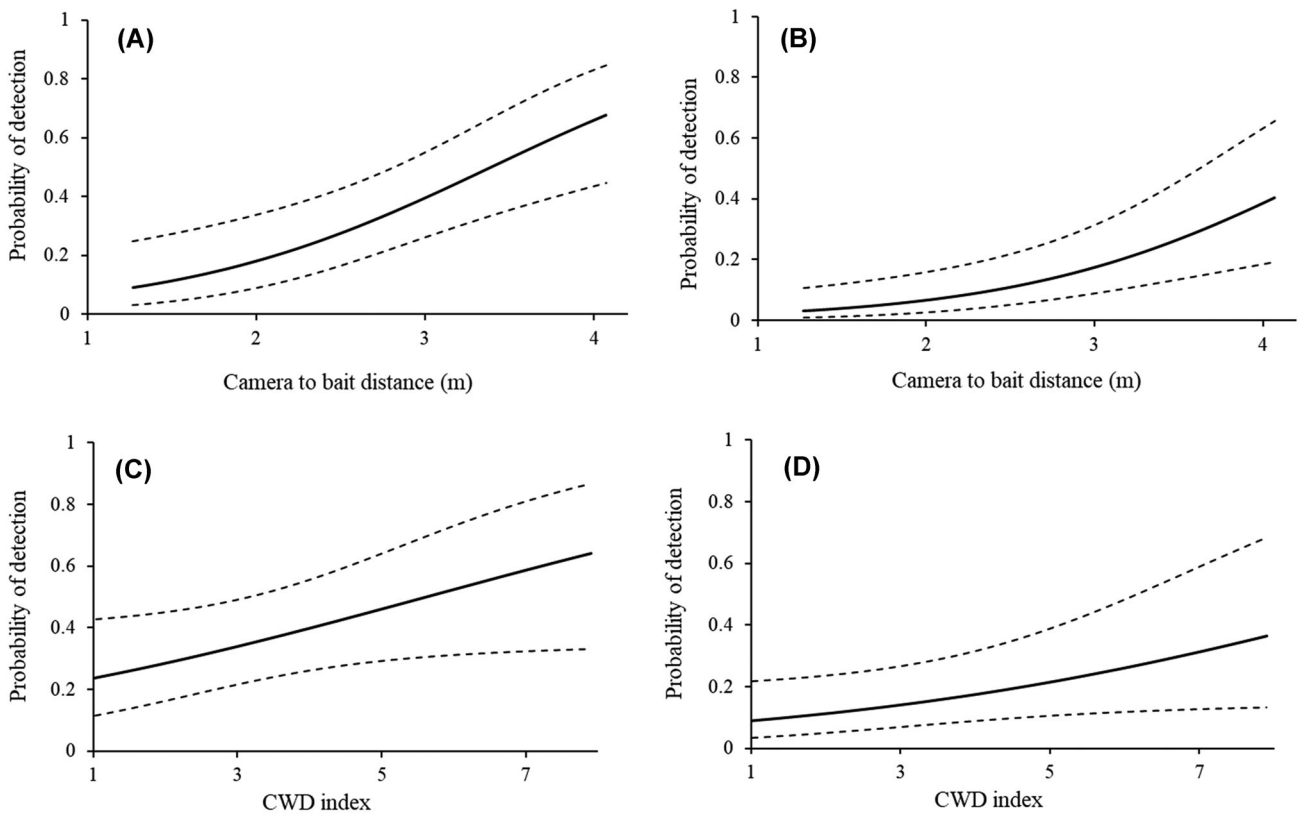 (A)
Probability of detection
1
0.8
0.6
0.4
0.2
0
1 2 3 4
Camera to bait distance (m)
(B)
Probability of detection
1
0.8
0.6
0.4
0.2
0
1 2 3 4
Camera to bait distance (m)
(C)
Probability of detection
1
0.8
0.6
0.4
0.2
0
1 3 5 7
CWD index
(D)
Probability of detection
1
0.8
0.6
0.4
0.2
0
1 3 5 7
CWD index